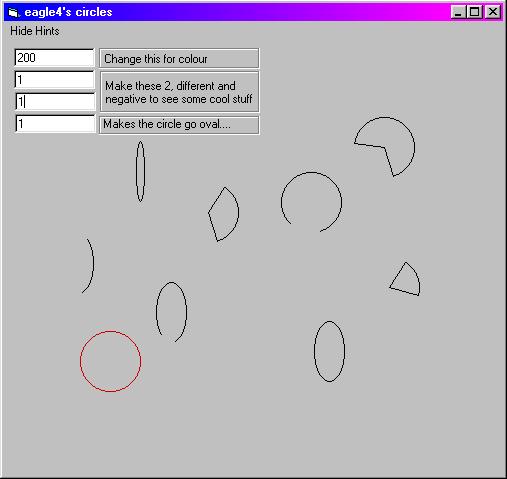 eagle4's circles
Hide Hints
200
Change this for colour
1
Make these 2, different and
negative to see some cool stuff
1
1
Makes the circle go oval....